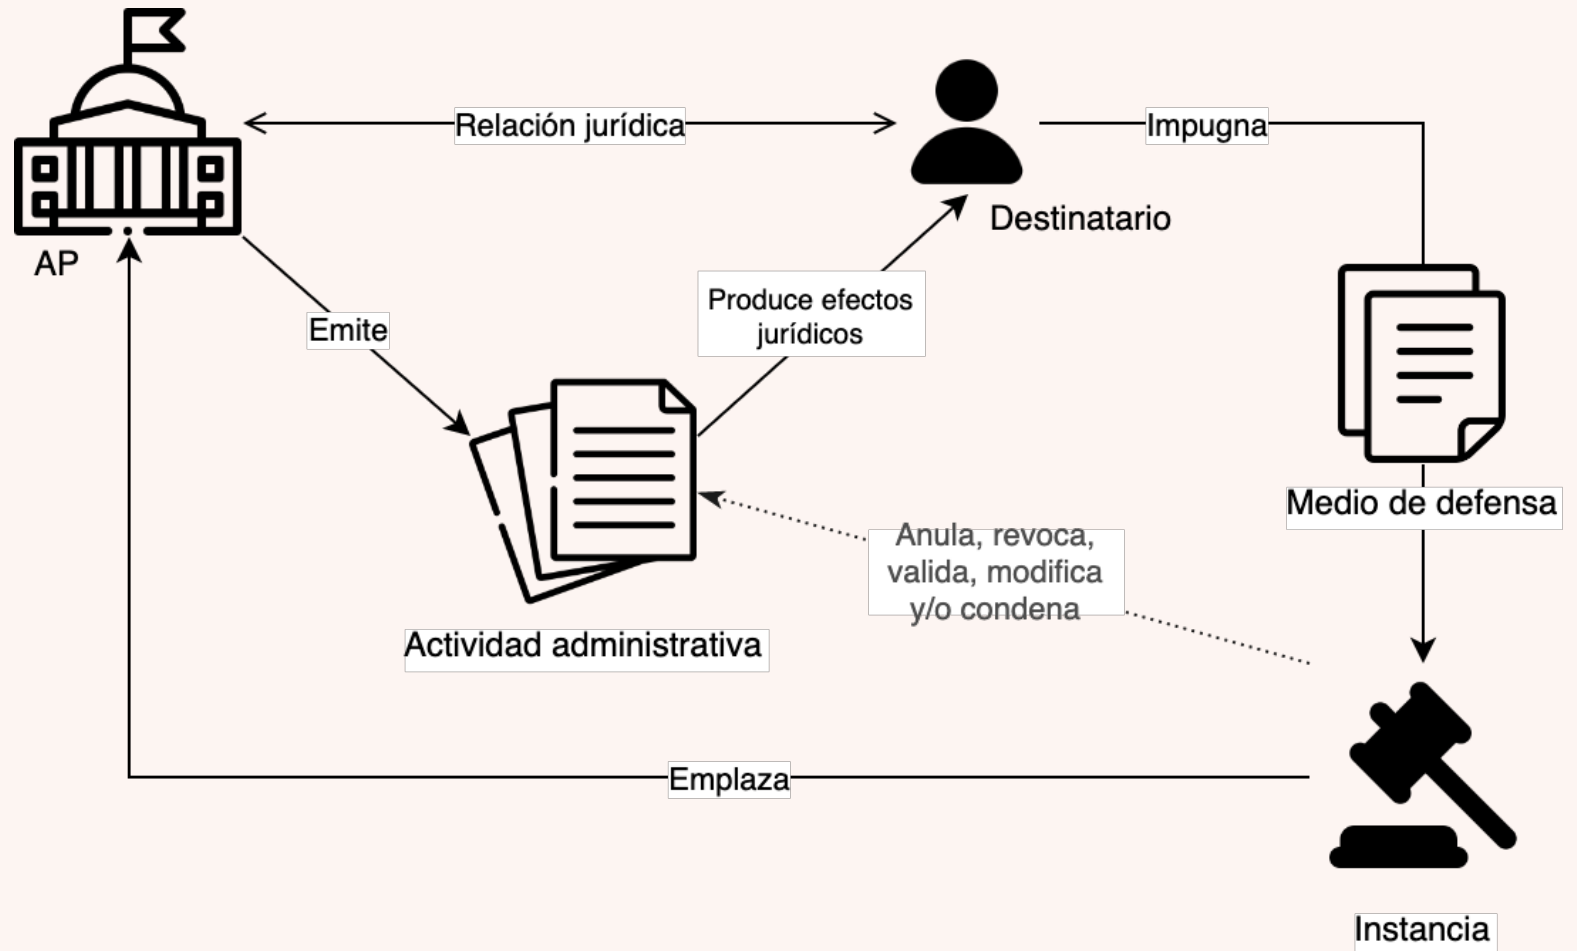 Relación jurídica
Impugna
Destinatario
AP
Emite
Produce efectos
jurídicos
Medio de defensa
Anula, revoca,
valida, modifica
y/o condena
Actividad administrativa
Emplaza
Instancia